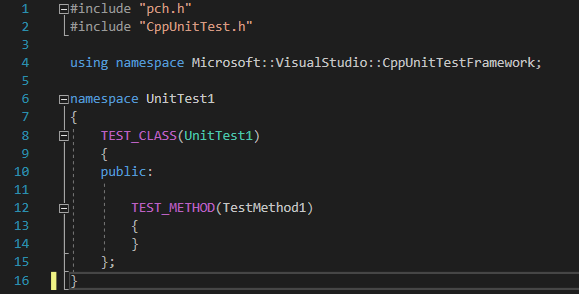 1 #include "pch.h"
2 #include "CppUnitTest.h"
3
4 using namespace Microsoft::VisualStudio::CppUnitTestFramework;
5
6 namespace UnitTest1
7 {
8 TEST_CLASS(UnitTest1)
9 {
10 public:
11
12 TEST_METHOD(TestMethod1)
13 {
14 }
15 };
16 }